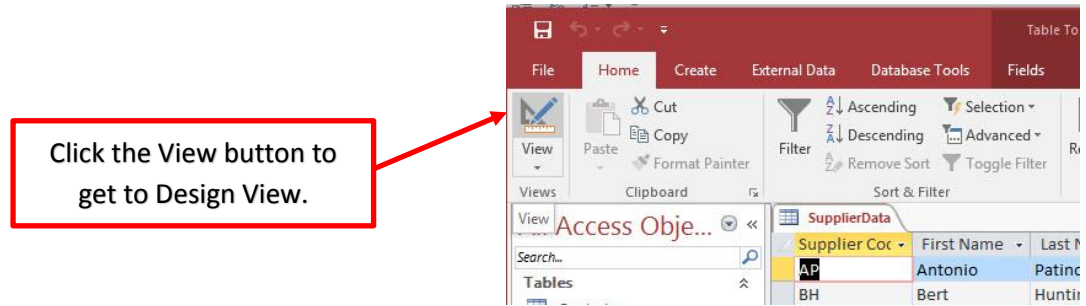 Click the View button to
get to Design View.
Table To
File Home Create External Data Database Tools Fields
View
Paste
Cut
Copy
Format Painter
Filter
Ascending
Descending
Remove Sort
Selection
Advanced
Toggle Filter
Views Clipboard Sort & Filter
View
Access Obje...
Search...
Tables
SupplierData
Supplier Coc First Name Last N
AP Antonio Patino
BH Bert Huntin